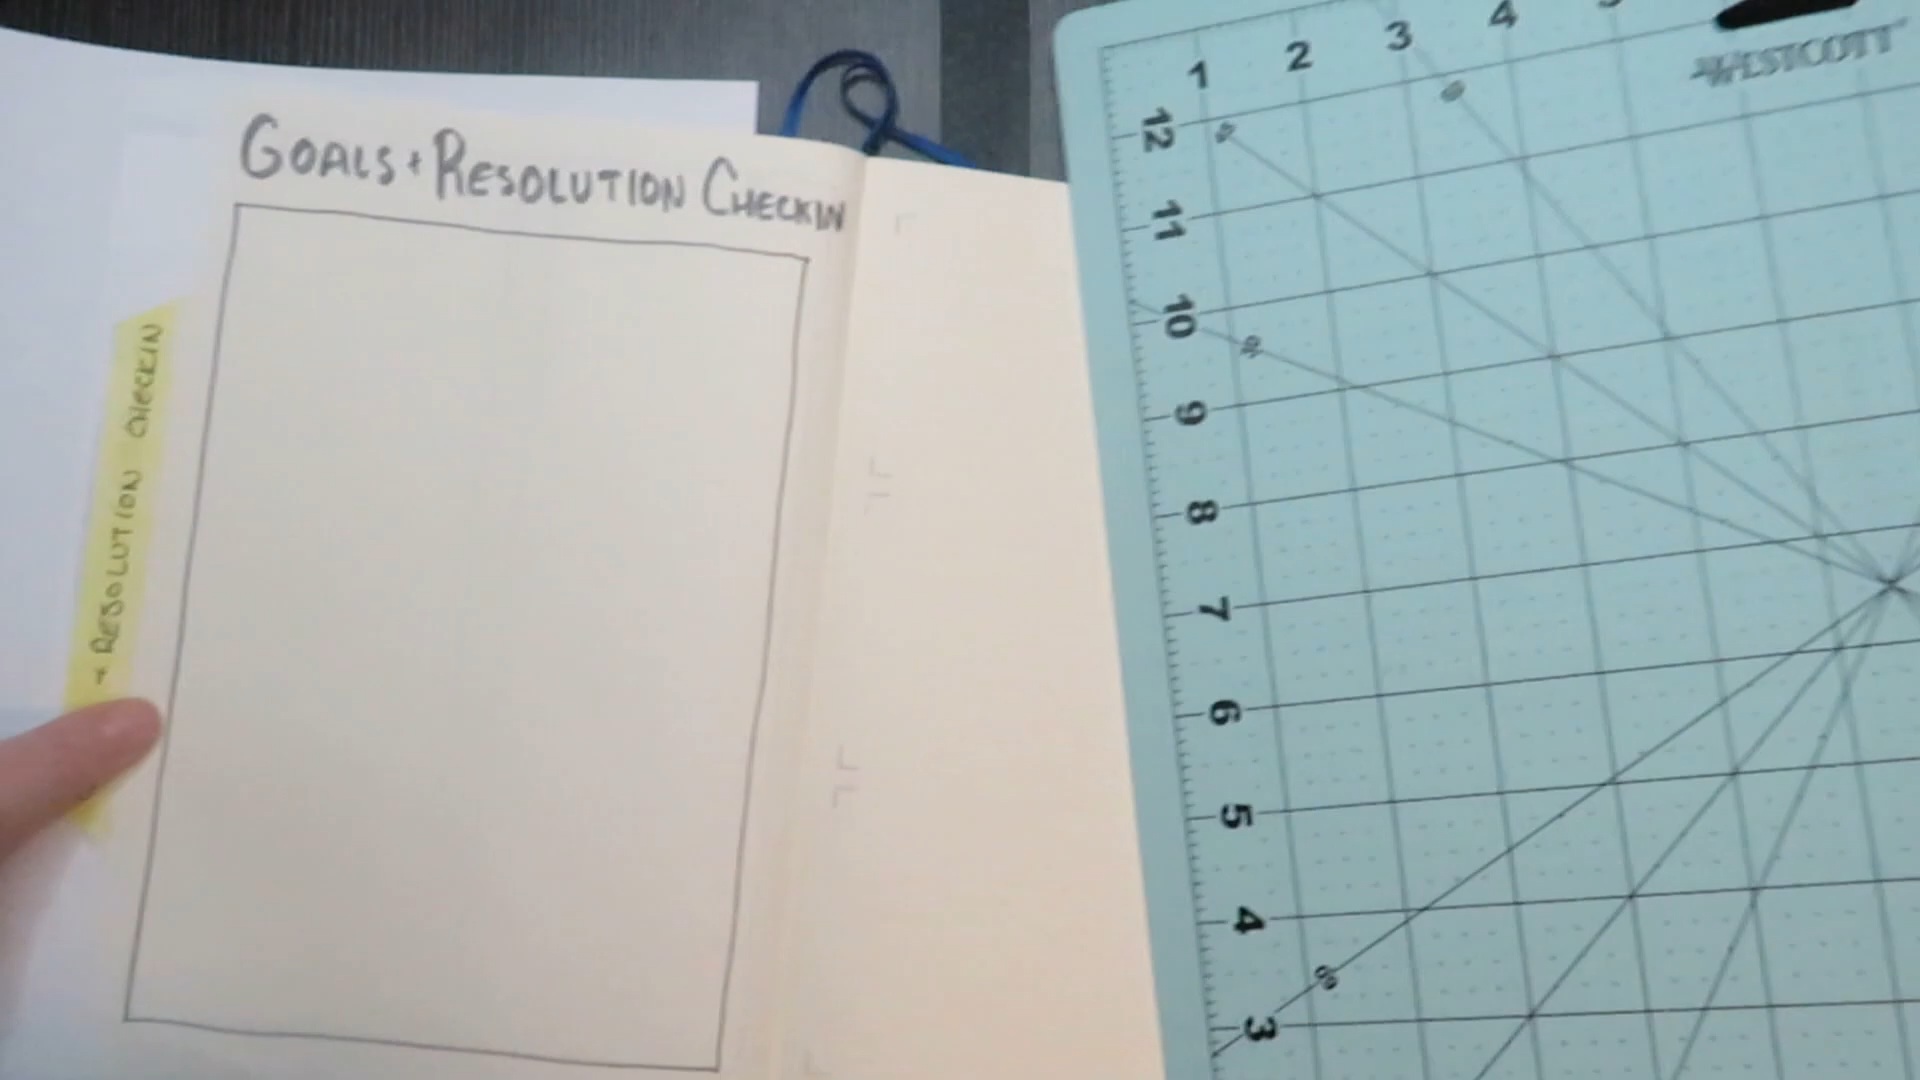 GOALS + RESOLUTION CHECKIN
+ RESOLUTION CHECKIN
1 2 3 4
WESTCOTT
12
11
10
9
8
7
6
5
4
3